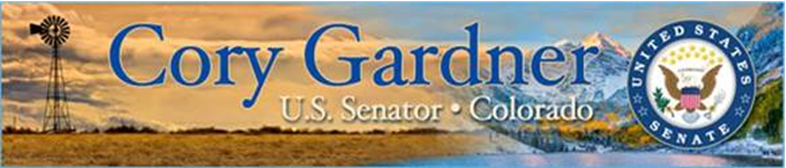 Cory Gardner
U.S. Senator • Colorado
UNITED STATES
SENATE